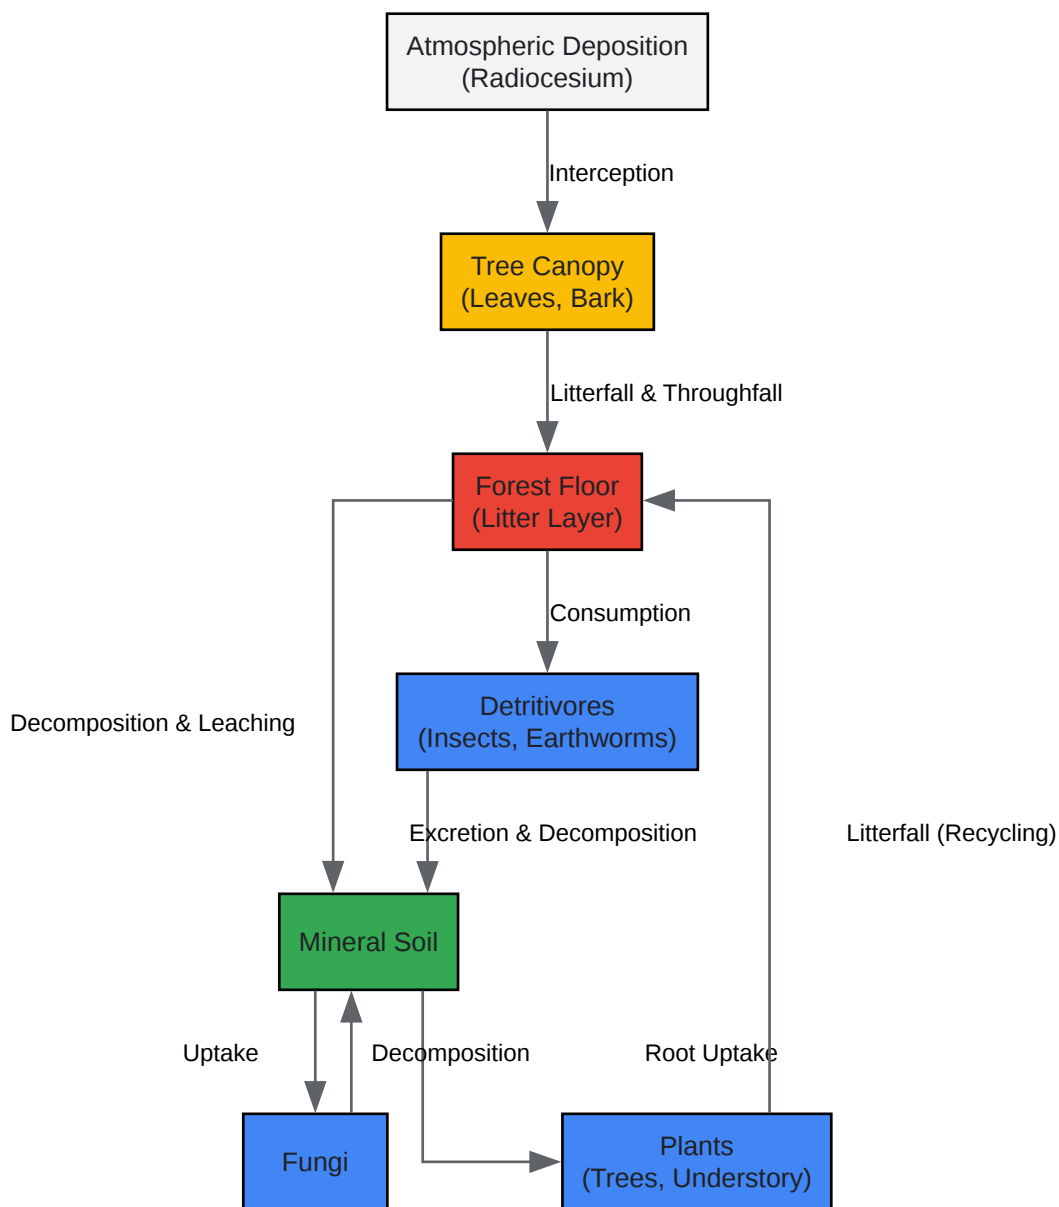 Atmospheric Deposition
(Radiocesium)
Interception
Tree Canopy
(Leaves, Bark)
Litterfall & Throughfall
Forest Floor
(Litter Layer)
Consumption
Detritivores
(Insects, Earthworms)
Decomposition & Leaching
Excretion & Decomposition
Litterfall (Recycling)
Mineral Soil
Uptake
Decomposition
Root Uptake
Fungi
Plants
(Trees, Understory)